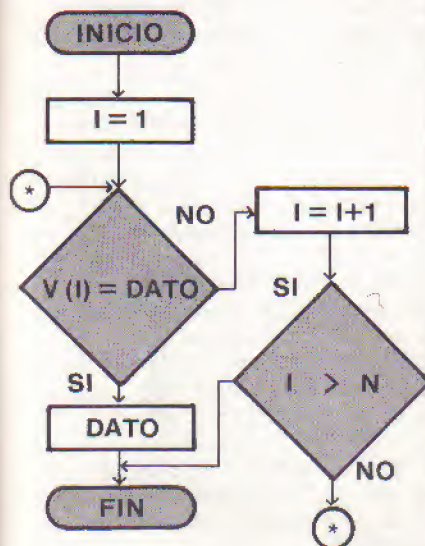 INICIO
I = 1
*
NO
I = I+1
V (I) = DATO
SI
SI
I > N
DATO
NO
FIN
*